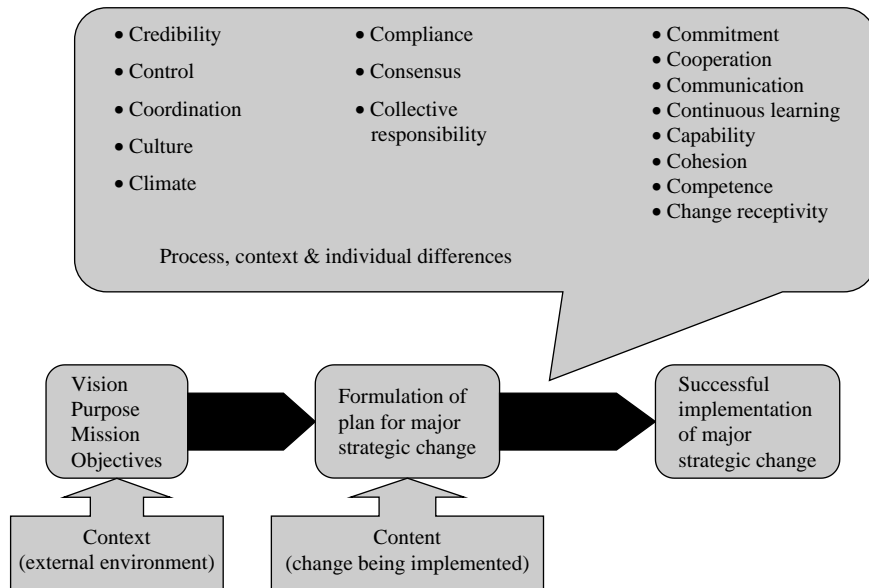 • Credibility
• Control
• Coordination
• Culture
• Climate
• Compliance
• Consensus
• Collective
responsibility
• Commitment
• Cooperation
• Communication
• Continuous learning
• Capability
• Cohesion
• Competence
• Change receptivity
Process, context & individual differences
Vision
Purpose
Mission
Objectives
Formulation of
plan for major
strategic change
Successful
implementation
of major
strategic change
Context
(external environment)
Content
(change being implemented)